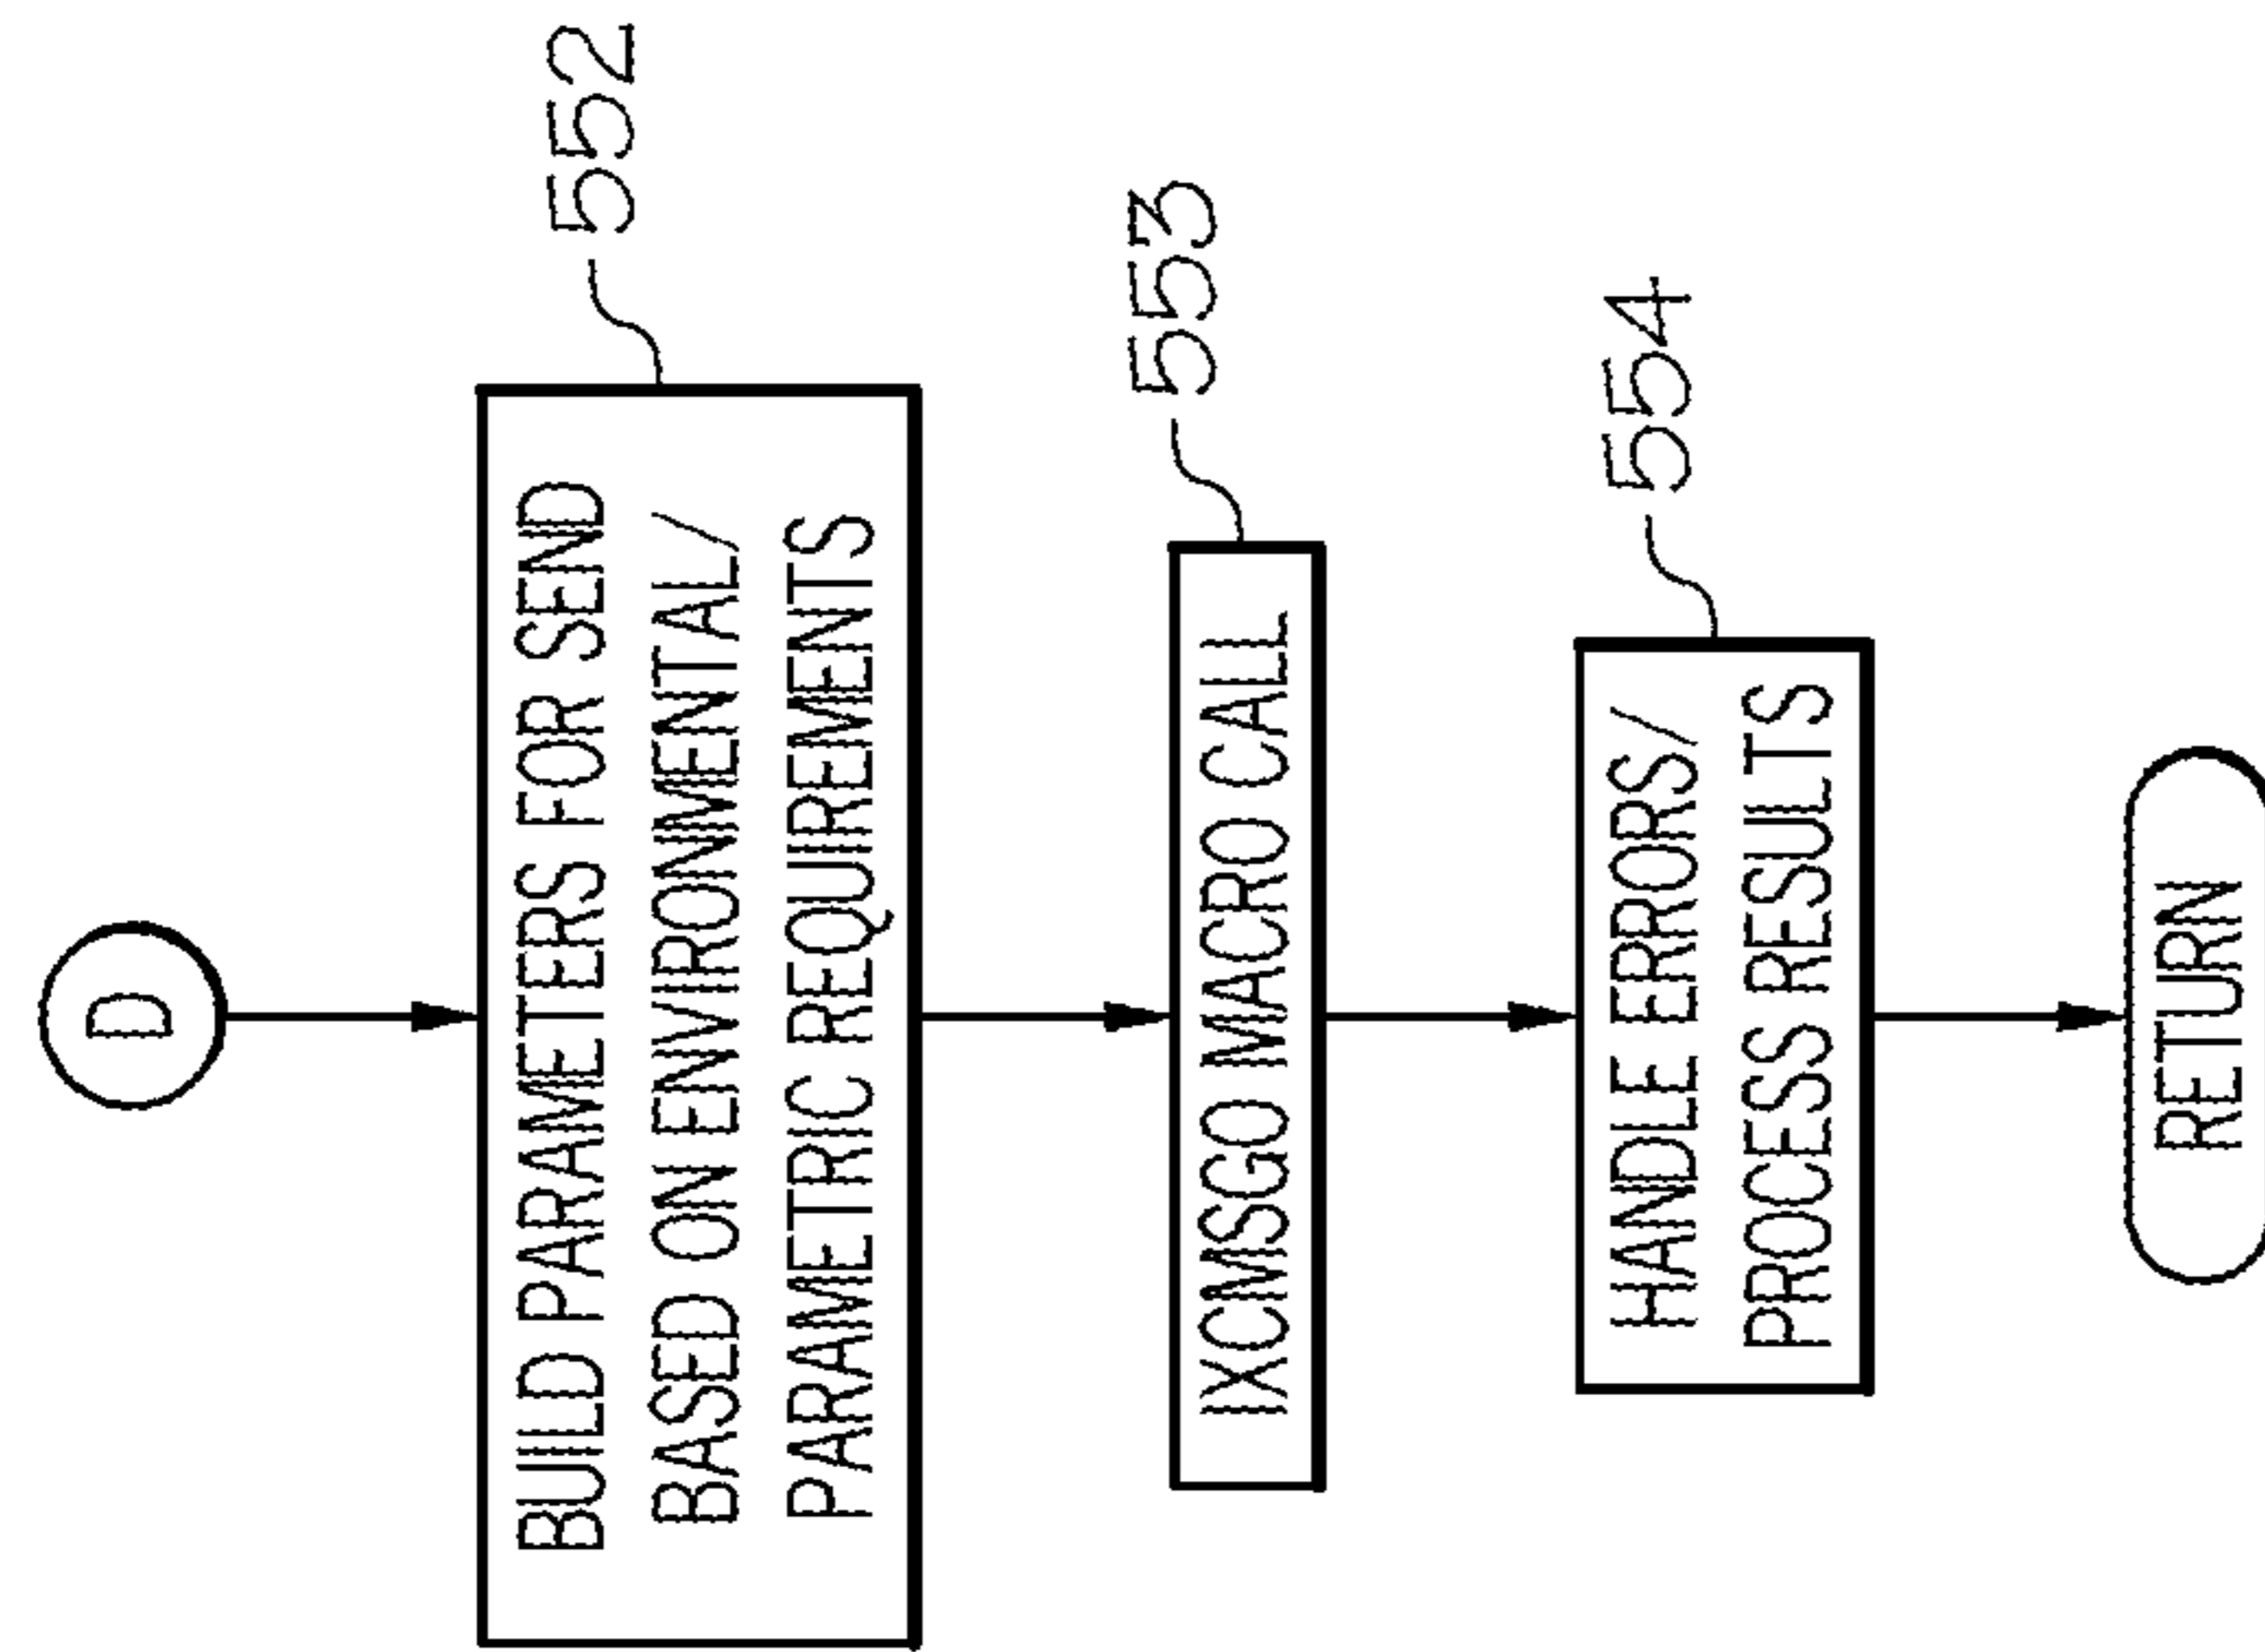 D
552
BUILD PARAMETERS FOR SEND
BASED ON ENVIRONMENTAL/
PARAMETRIC REQUIREMENTS
553
IXCMSGO MACRO CALL
554
HANDLE ERRORS/
PROCESS RESULTS
RETURN